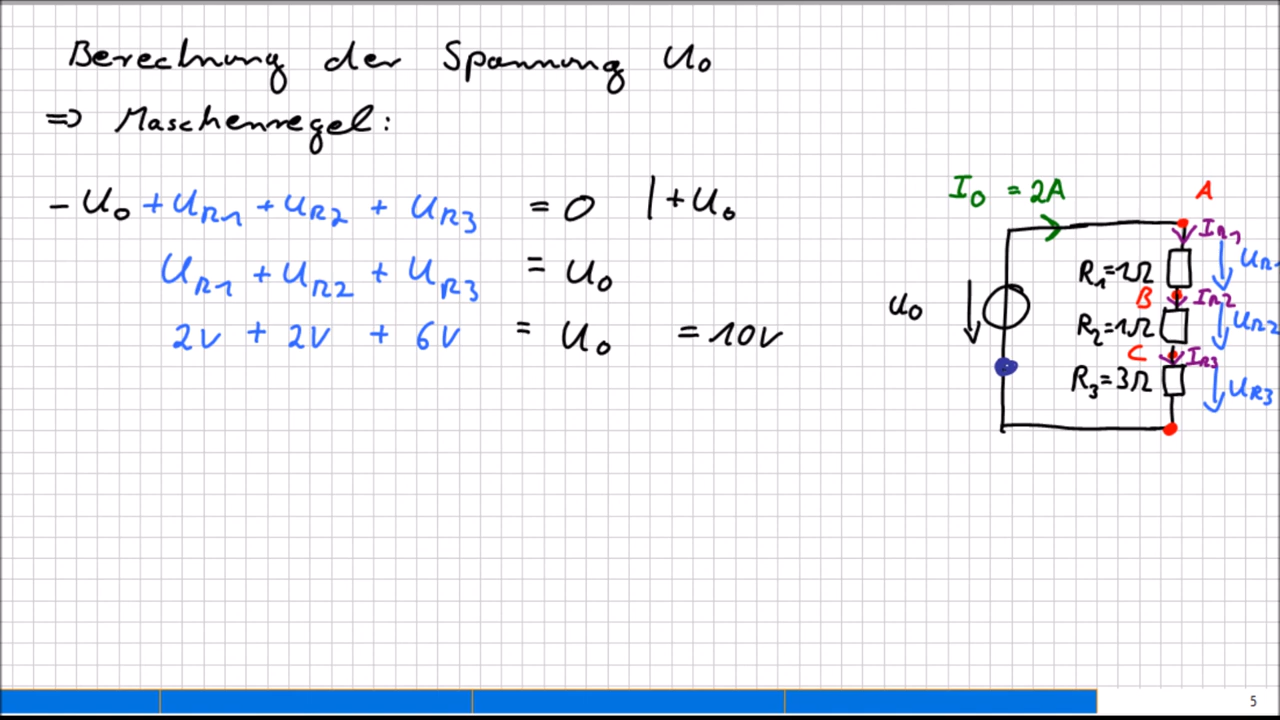 Berechnung der Spannung U₀
=> Maschenregel:
- U₀ + U_R1 + U_R2 + U_R3 = 0 | + U₀
U_R1 + U_R2 + U_R3 = U₀
2V + 2V + 6V = U₀ = 10V
I₀ = 2A
A
I_R1
R₁=1Ω
U_R1
B
I_R2
U₀
R₂=1Ω
U_R2
C
I_R3
R₃=3Ω
U_R3
5